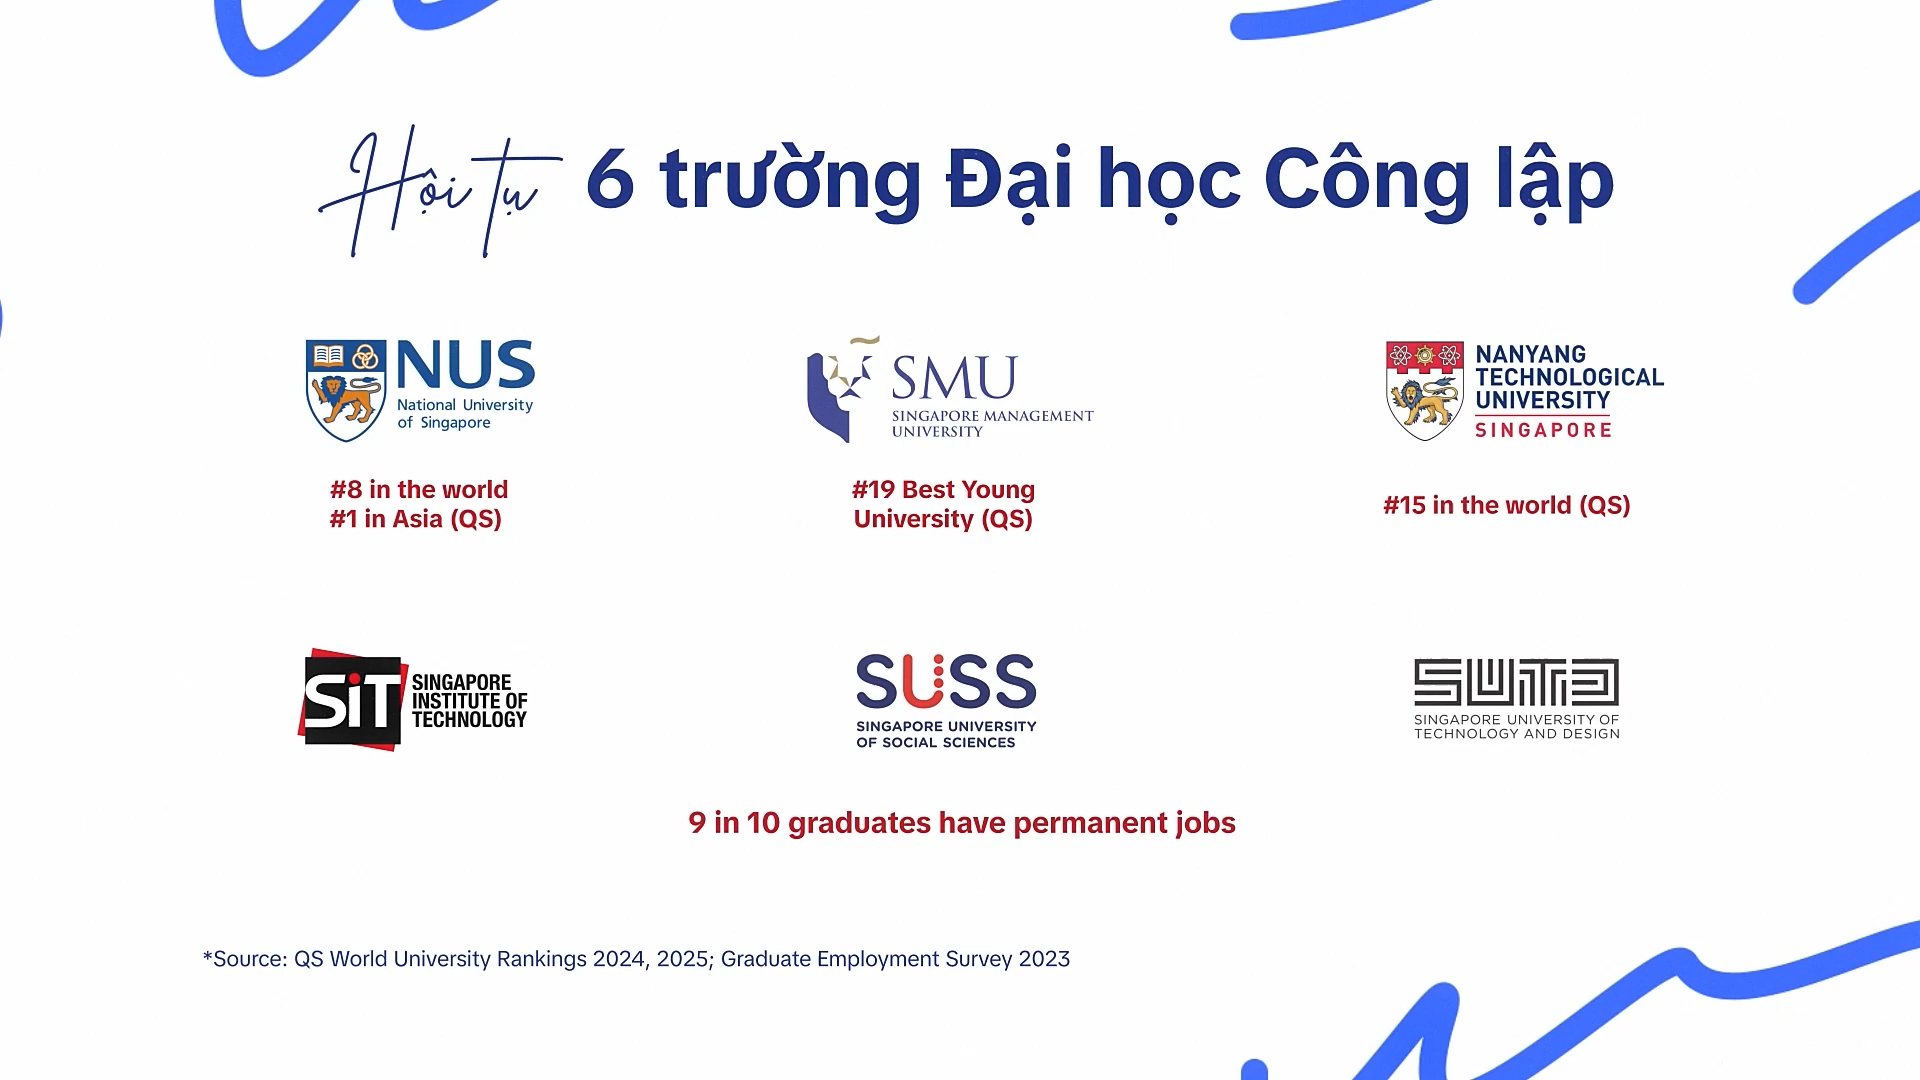 Hội tụ 6 trường Đại học Công lập
NUS
National University
of Singapore
#8 in the world
#1 in Asia (QS)
SMU
SINGAPORE MANAGEMENT
UNIVERSITY
#19 Best Young
University (QS)
NANYANG
TECHNOLOGICAL
UNIVERSITY
SINGAPORE
#15 in the world (QS)
SiT
SINGAPORE
INSTITUTE OF
TECHNOLOGY
SUSS
SINGAPORE UNIVERSITY
OF SOCIAL SCIENCES
SUTD
SINGAPORE UNIVERSITY OF
TECHNOLOGY AND DESIGN
9 in 10 graduates have permanent jobs
*Source: QS World University Rankings 2024, 2025; Graduate Employment Survey 2023